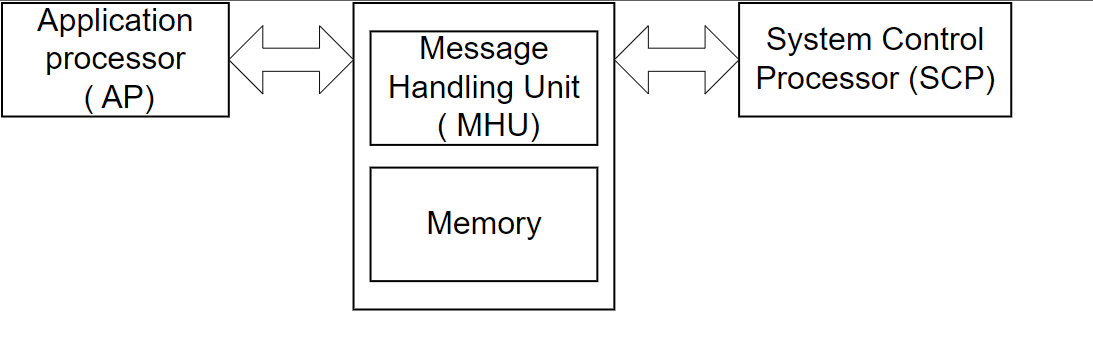 Application
processor
( AP)
Message
Handling Unit
( MHU)
Memory
System Control
Processor (SCP)